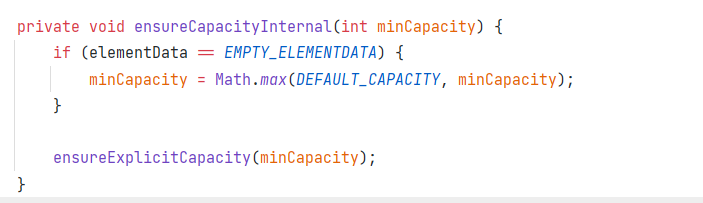 private void ensureCapacityInternal(int minCapacity) {
    if (elementData == EMPTY_ELEMENTDATA) {
        minCapacity = Math.max(DEFAULT_CAPACITY, minCapacity);
    }

    ensureExplicitCapacity(minCapacity);
}